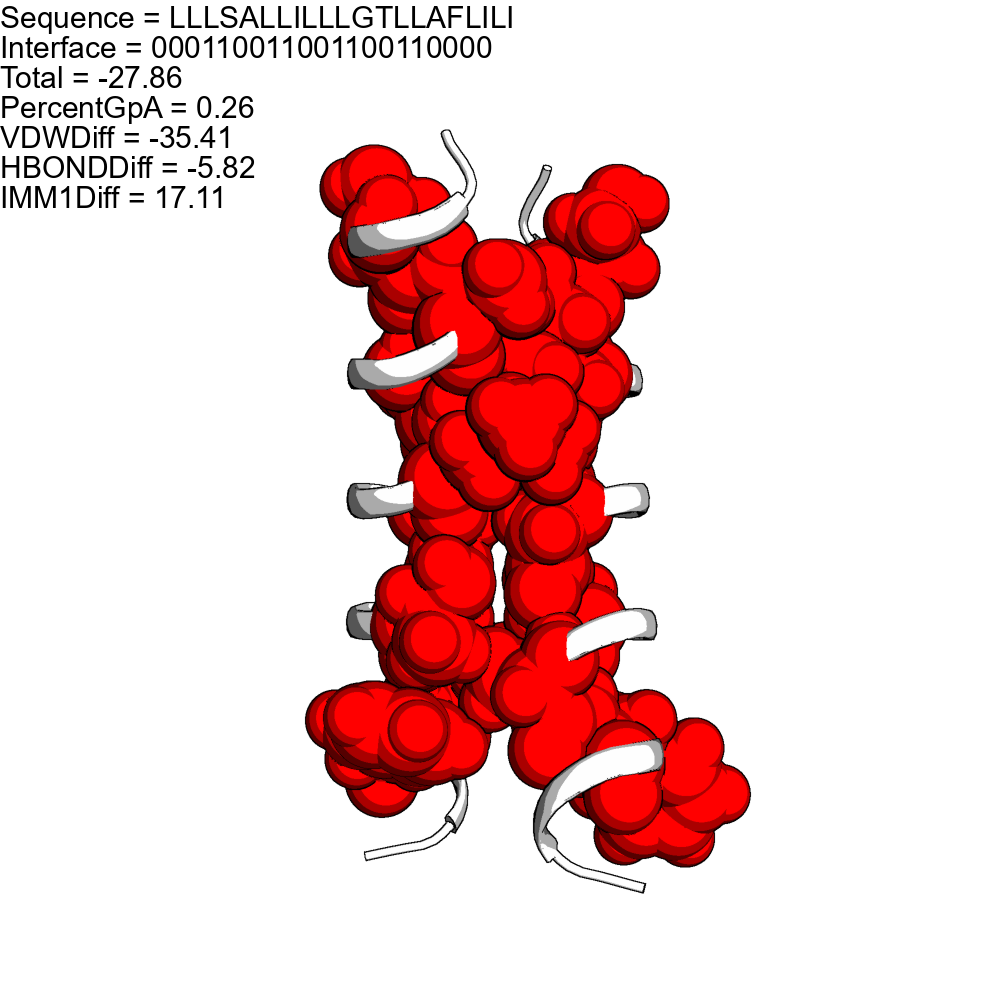 Sequence = LLLSALLILLLGTLLAFLILI
Interface = 000110011001100110000
Total = -27.86
PercentGpA = 0.26
VDWDiff = -35.41
HBONDDiff = -5.82
IMM1Diff = 17.11